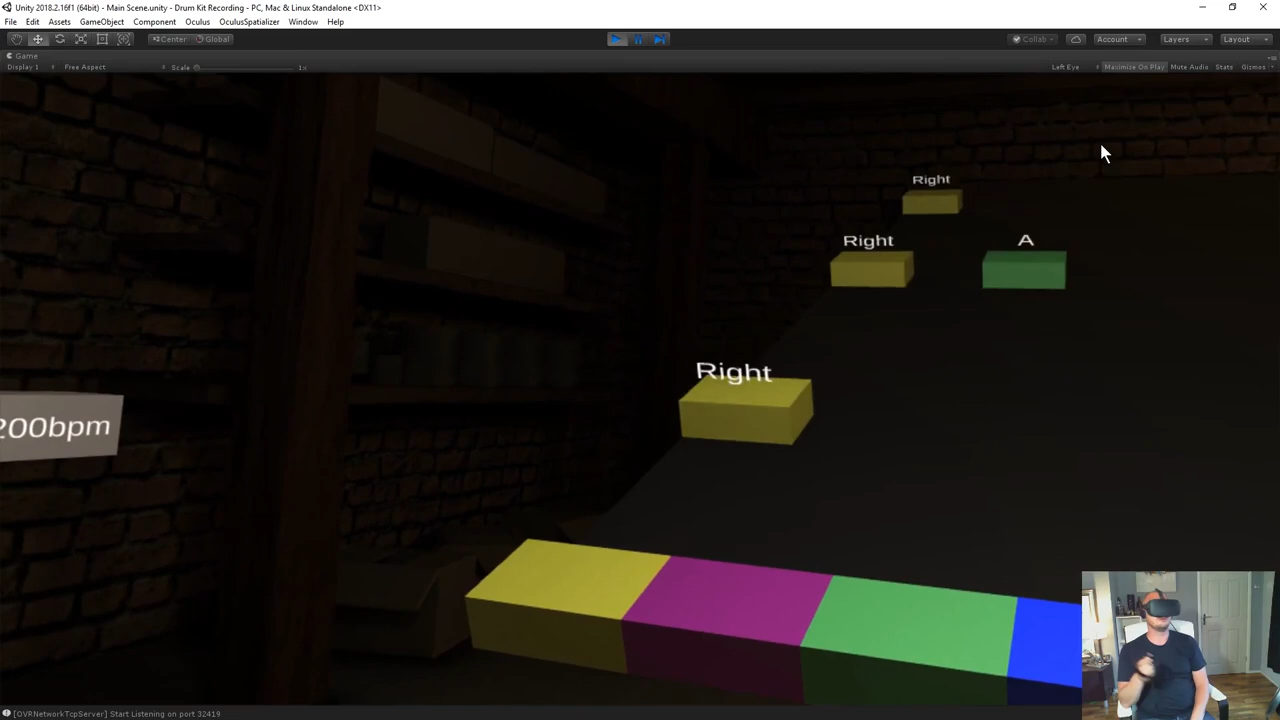 Unity 2018.2.16f1 (64bit) - Main Scene.unity - Drum Kit Recording - PC, Mac & Linux Standalone <DX11>
File Edit Assets GameObject Component Oculus OculusSpatializer Window Help
Center Global Collab Account Layers Layout
Game
Display 1 Free Aspect Scale 1x Left Eye Maximize On Play Mute Audio Stats Gizmos
Right
Right A
Right
200bpm
[OVRNetworkTcpServer] Start Listening on port 32419